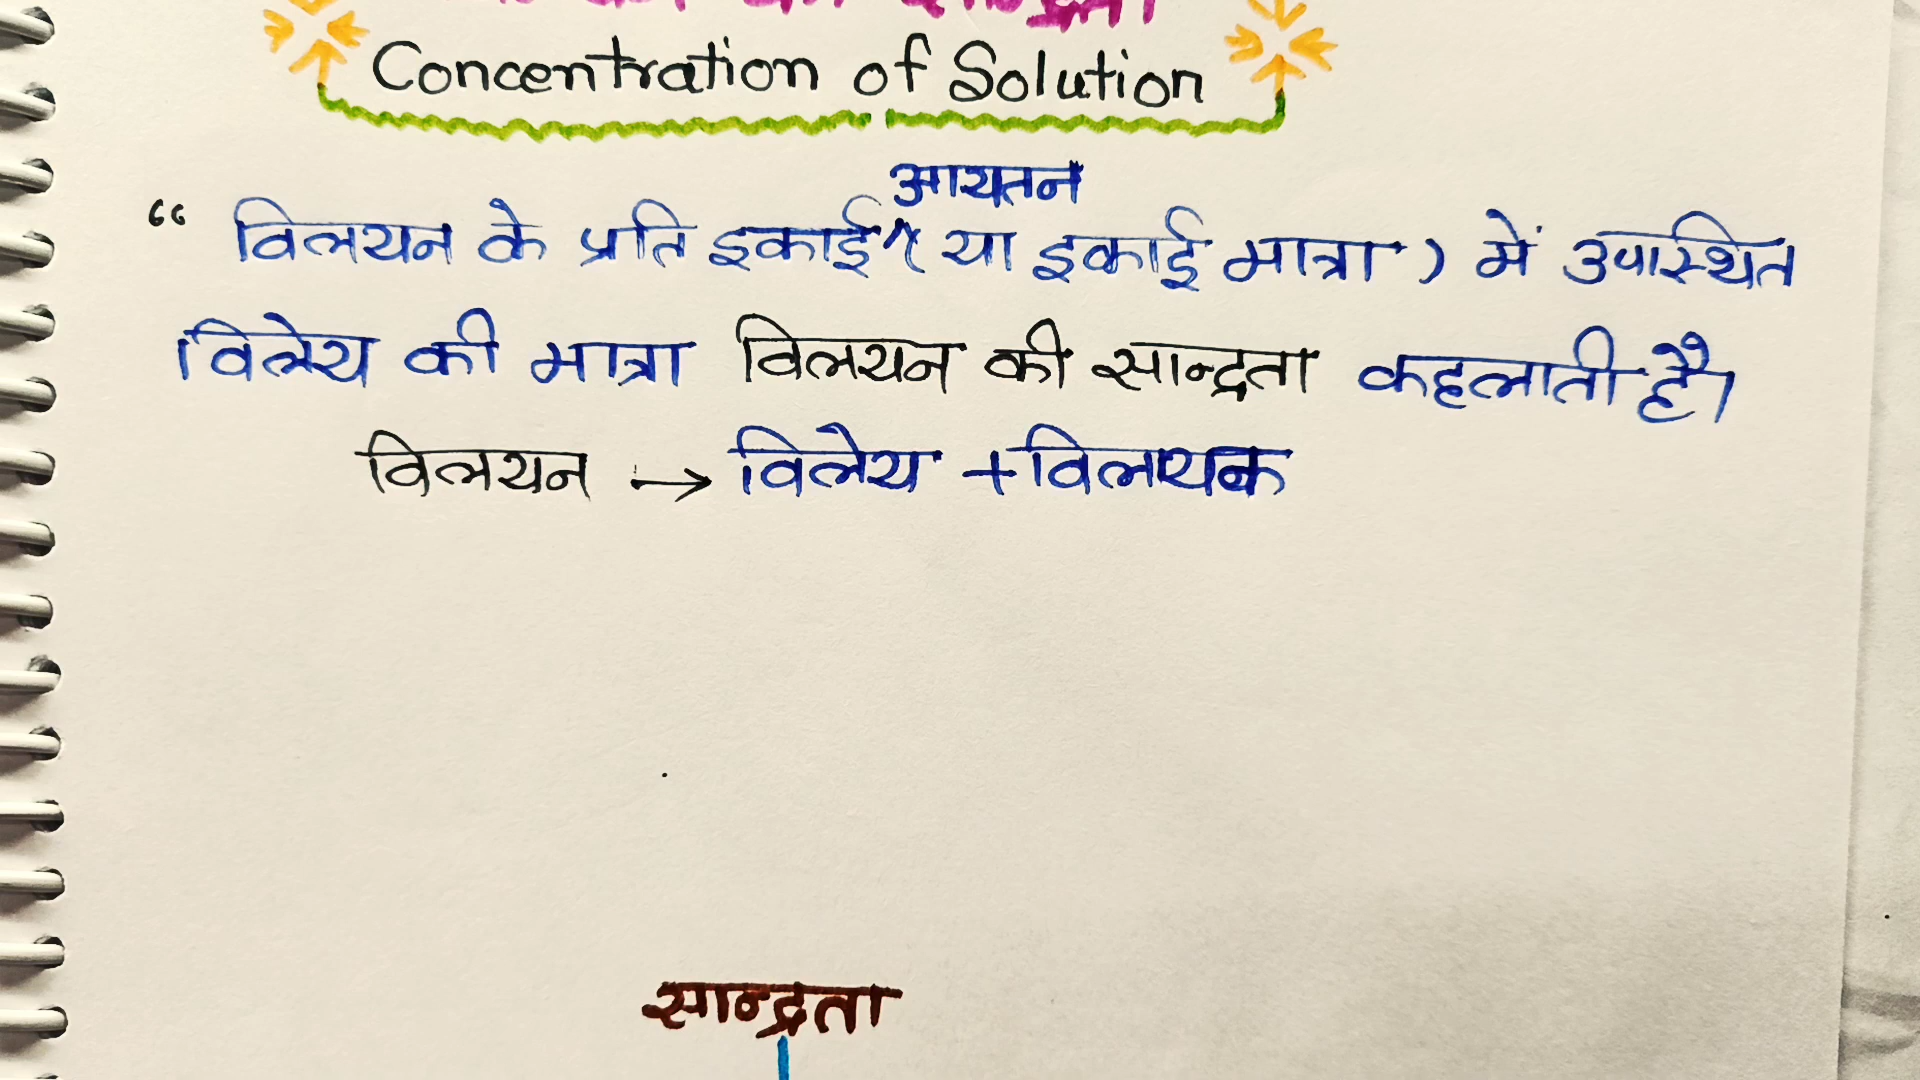 Concentration of Solution
आयतन
“ विलयन के प्रति इकाई ( या इकाई मात्रा ) में उपस्थित
विलेय की मात्रा विलयन की सान्द्रता कहलाती है।
विलयन → विलेय + विलायक
सान्द्रता